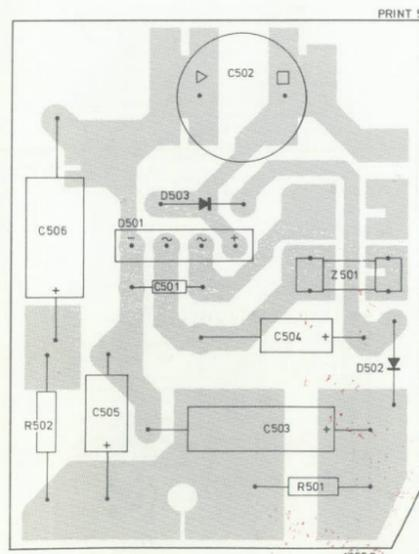 PRINT
C502
D503
D501
− ~ ~ +
C506
+
C501
Z501
C504 +
D502
R502
C505
+
C503 +
R501